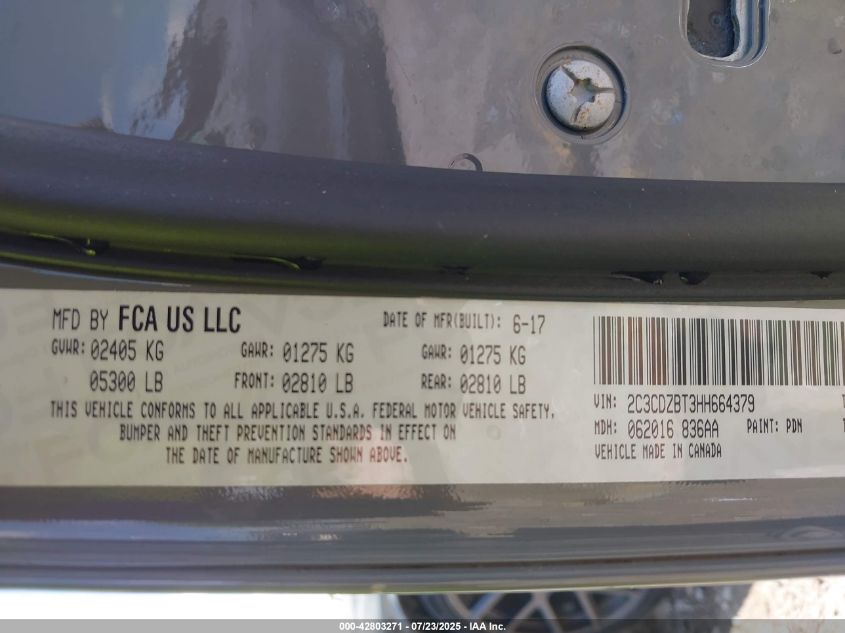 MFD BY FCA US LLC DATE OF MFR(BUILT): 6-17
GVWR: 02405 KG GAWR: 01275 KG GAWR: 01275 KG
05300 LB FRONT: 02810 LB REAR: 02810 LB
THIS VEHICLE CONFORMS TO ALL APPLICABLE U.S.A. FEDERAL MOTOR VEHICLE SAFETY,
BUMPER AND THEFT PREVENTION STANDARDS IN EFFECT ON
THE DATE OF MANUFACTURE SHOWN ABOVE.
VIN: 2C3CDZBT3HH664379
MDH: 062016 836AA PAINT: PDN
VEHICLE MADE IN CANADA
000-42803271 - 07/23/2025 - IAA Inc.